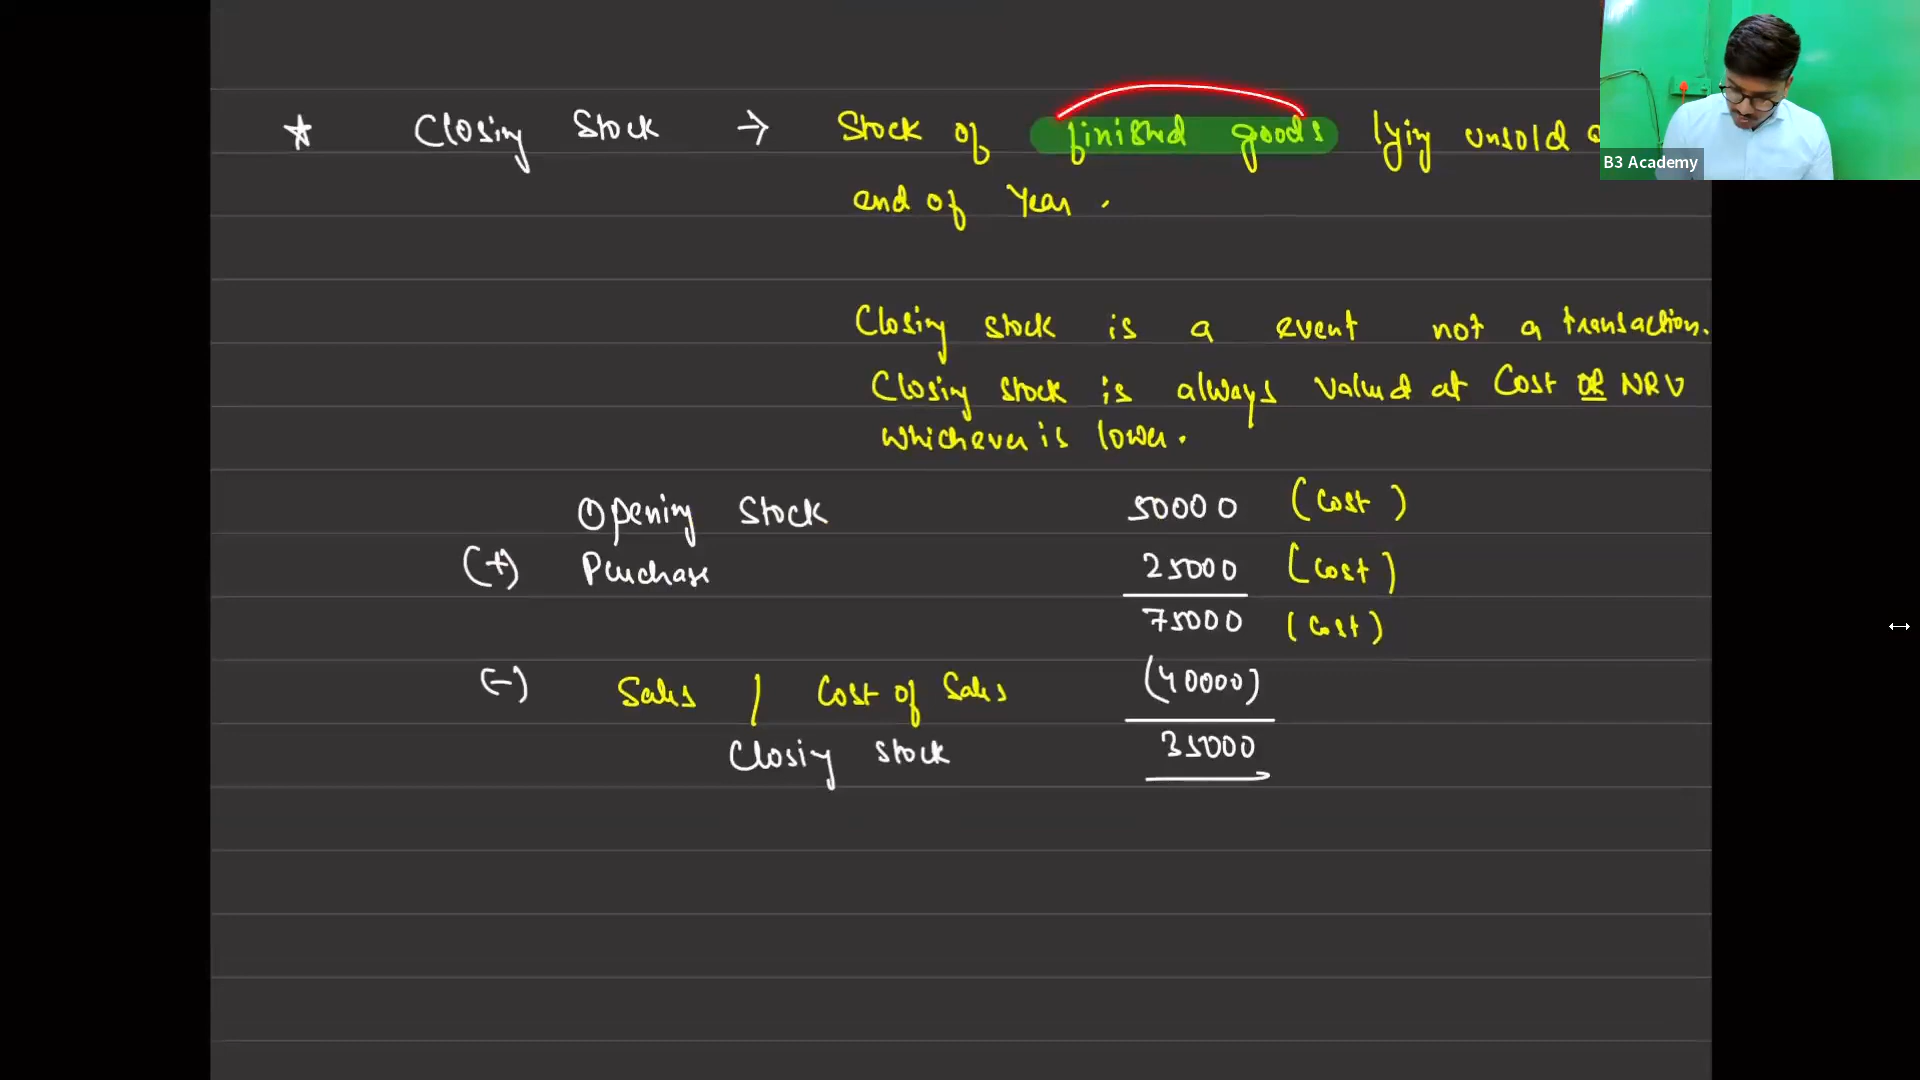 ☆ Closing Stock → Stock of finished goods lying unsold
end of Year.
B3 Academy
Closing stock is a event not a transaction.
Closing stock is always valued at Cost OR NRV
whichever is lower.
Opening Stock 50000 (Cost)
(+) Purchase 25000 (Cost)
75000 (Cost)
(-) Sales / Cost of Sales (40000)
Closing stock 35000